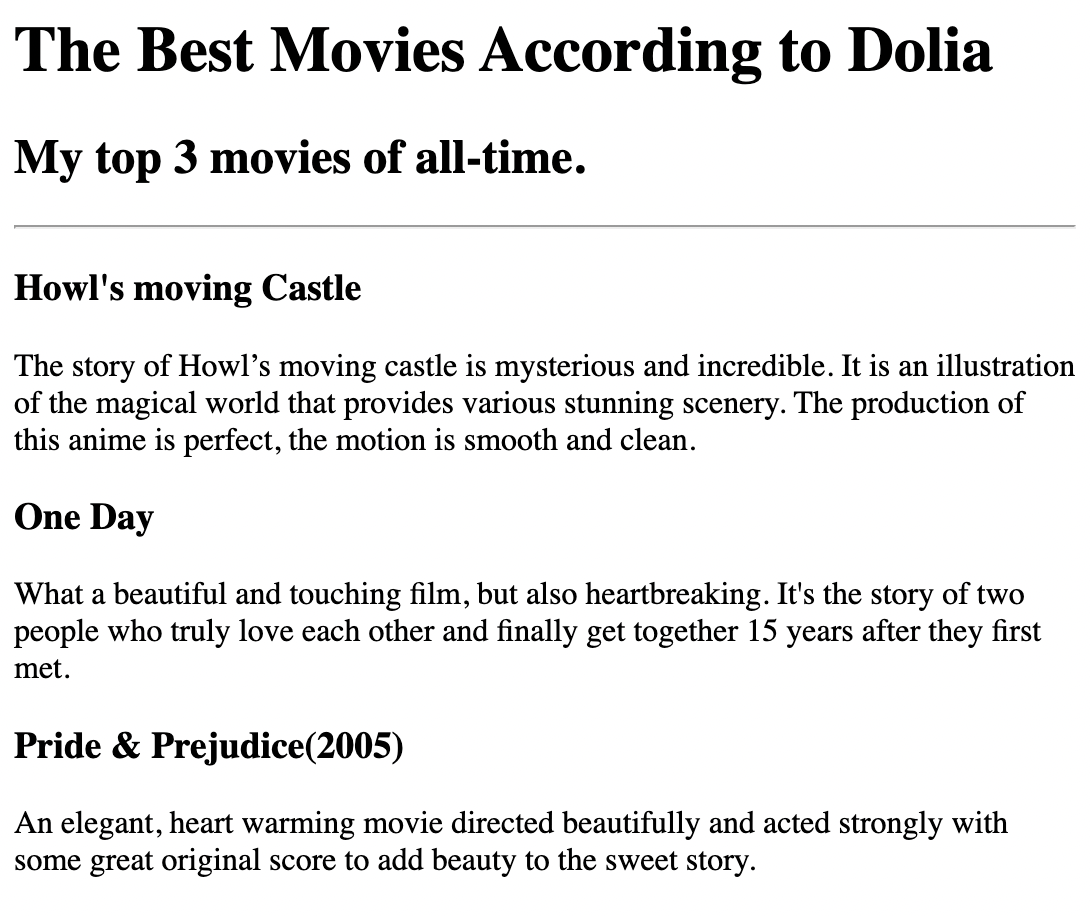 The Best Movies According to Dolia
My top 3 movies of all-time.
Howl's moving Castle
The story of Howl’s moving castle is mysterious and incredible. It is an illustration
of the magical world that provides various stunning scenery. The production of
this anime is perfect, the motion is smooth and clean.
One Day
What a beautiful and touching film, but also heartbreaking. It's the story of two
people who truly love each other and finally get together 15 years after they first
met.
Pride & Prejudice(2005)
An elegant, heart warming movie directed beautifully and acted strongly with
some great original score to add beauty to the sweet story.